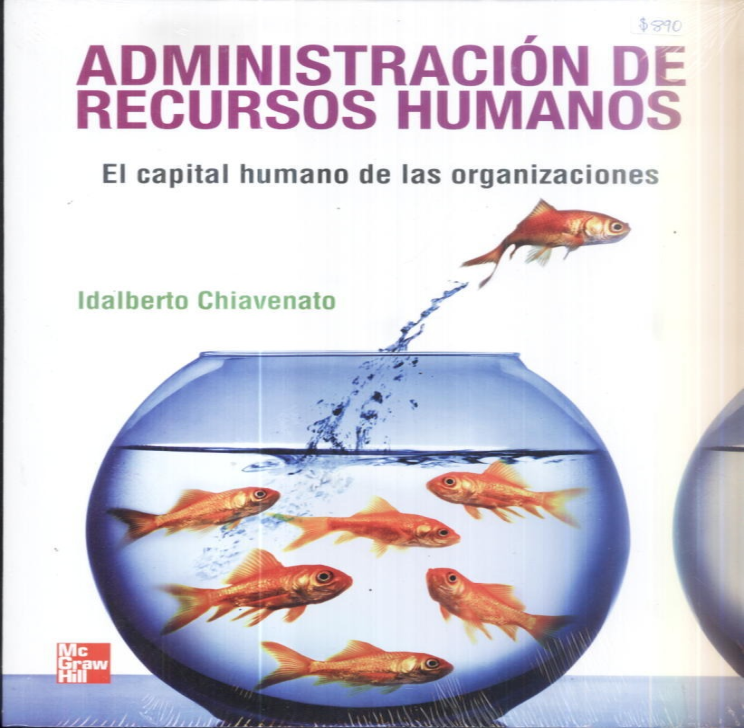 $890
ADMINISTRACIÓN DE
RECURSOS HUMANOS
El capital humano de las organizaciones
Idalberto Chiavenato
Mc
Graw
Hill